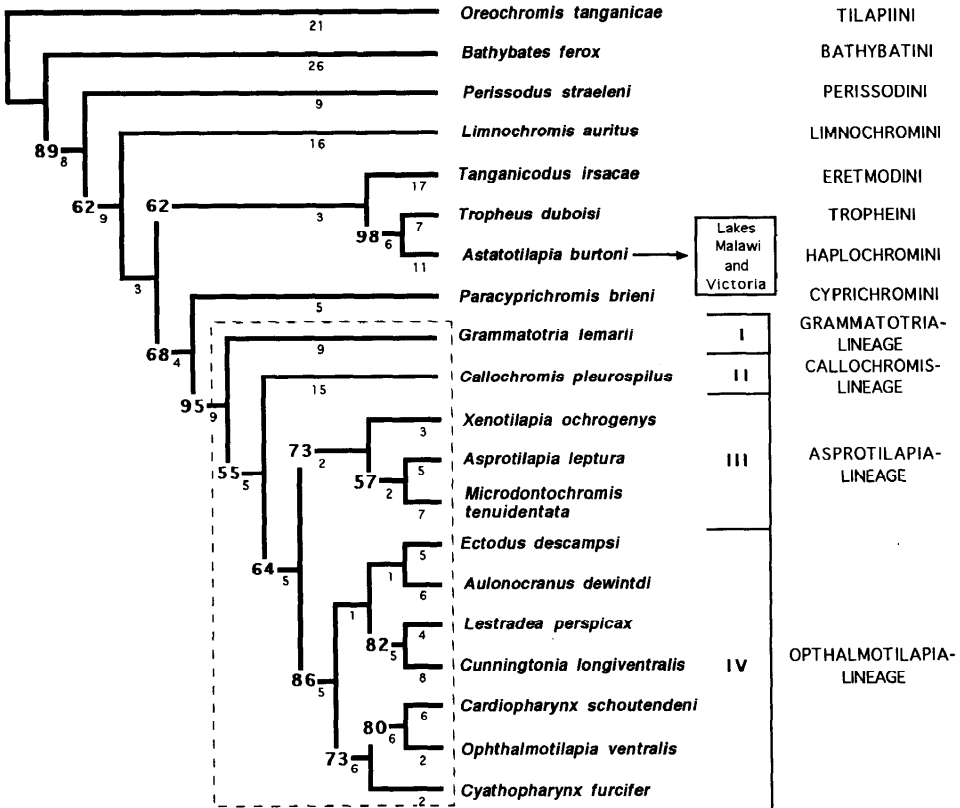 Oreochromis tanganicae TILAPIINI
21
Bathybates ferox BATHYBATINI
26
Perissodus straeleni PERISSODINI
9
Limnochromis auritus LIMNOCHROMINI
16
89 8
Tanganicodus irsacae ERETMODINI
17
62 9 62 3
Tropheus duboisi TROPHEINI
7
98 6
Astatotilapia burtoni HAPLOCHROMINI
11
Lakes
Malawi
and
Victoria
3
Paracyprichromis brieni CYPRICHROMINI
5
Grammatotria lemarii I GRAMMATOTRIA-
LINEAGE
9
68 4
Callochromis pleurospilus II CALLOCHROMIS-
LINEAGE
15
95 9
Xenotilapia ochrogenys
3
73 2
Asprotilapia leptura III ASPROTILAPIA-
LINEAGE
5
55 5
57 2
Microdontochromis
tenuidentata
7
Ectodus descampsi
5
64 5
1
Aulonocranus dewintdi
6
1
Lestradea perspicax
4
82 5
Cunningtonia longiventralis IV OPTHALMOTILAPIA-
LINEAGE
8
86 5
Cardiopharynx schoutendeni
6
80 6
Ophthalmotilapia ventralis
2
73 6
Cyathopharynx furcifer
2